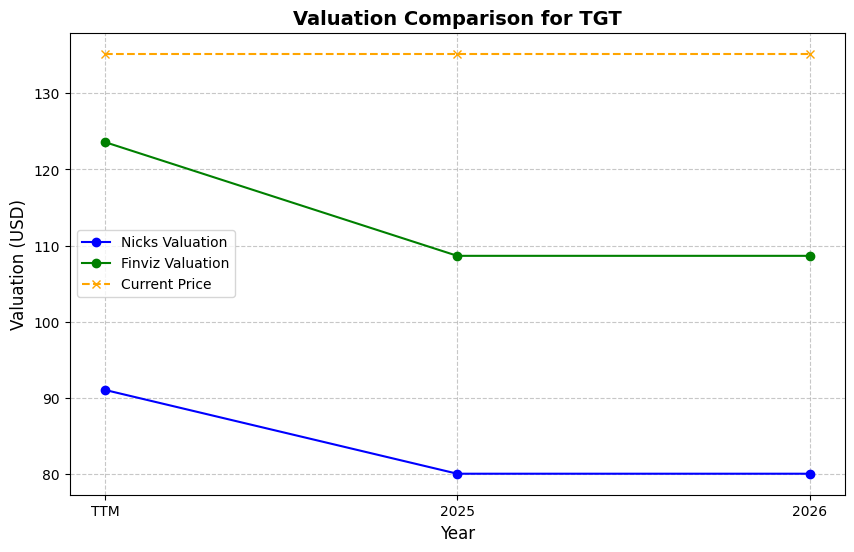 Valuation Comparison for TGT
Valuation (USD)
130
120
110
100
90
80
Nicks Valuation
Finviz Valuation
Current Price
TTM
2025
2026
Year